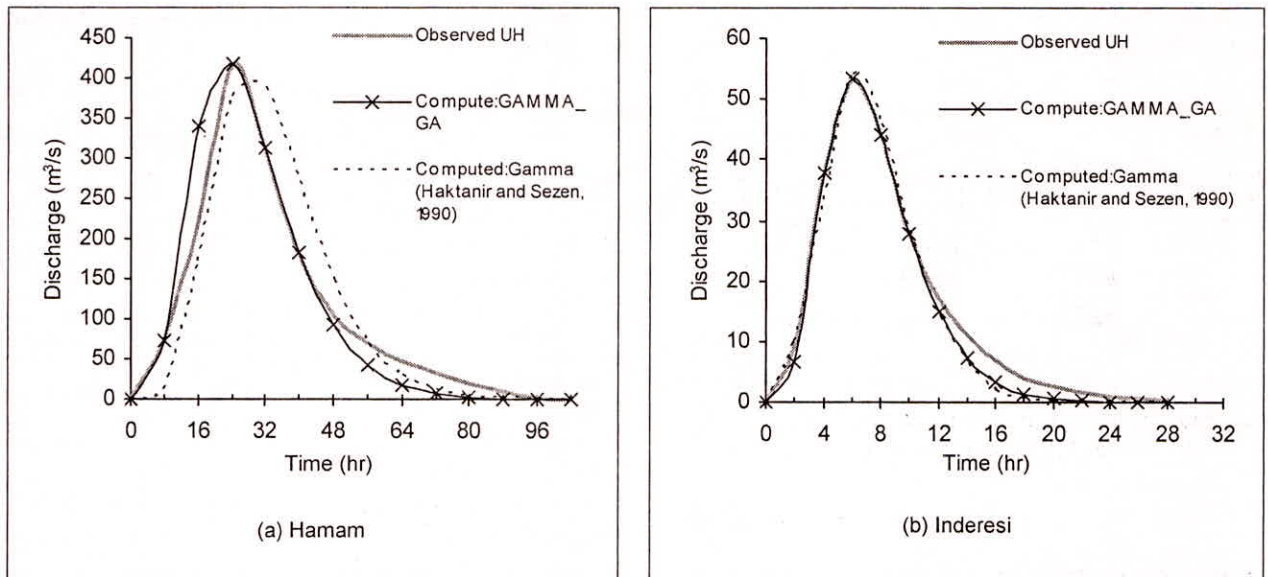 450
400
350
300
250
200
150
100
50
0
Discharge (m³/s)
0 16 32 48 64 80 96
Time (hr)
Observed UH
Compute:GAMMA_
GA
Computed:Gamma
(Haktanir and Sezen,
1990)
(a) Hamam
60
50
40
30
20
10
0
Discharge (m³/s)
0 4 8 12 16 20 24 28 32
Time (hr)
Observed UH
Compute:GAMMA_GA
Computed:Gamma
(Haktanir and Sezen, 1990)
(b) Inderesi